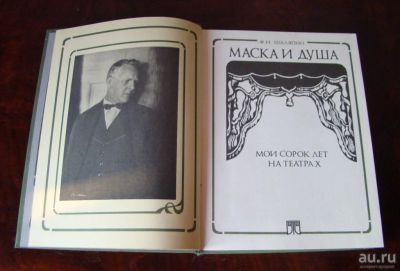 Ф. И. ШАЛЯПИН
МАСКА И ДУША
МОИ СОРОК ЛЕТ
НА ТЕАТРАХ
au.ru